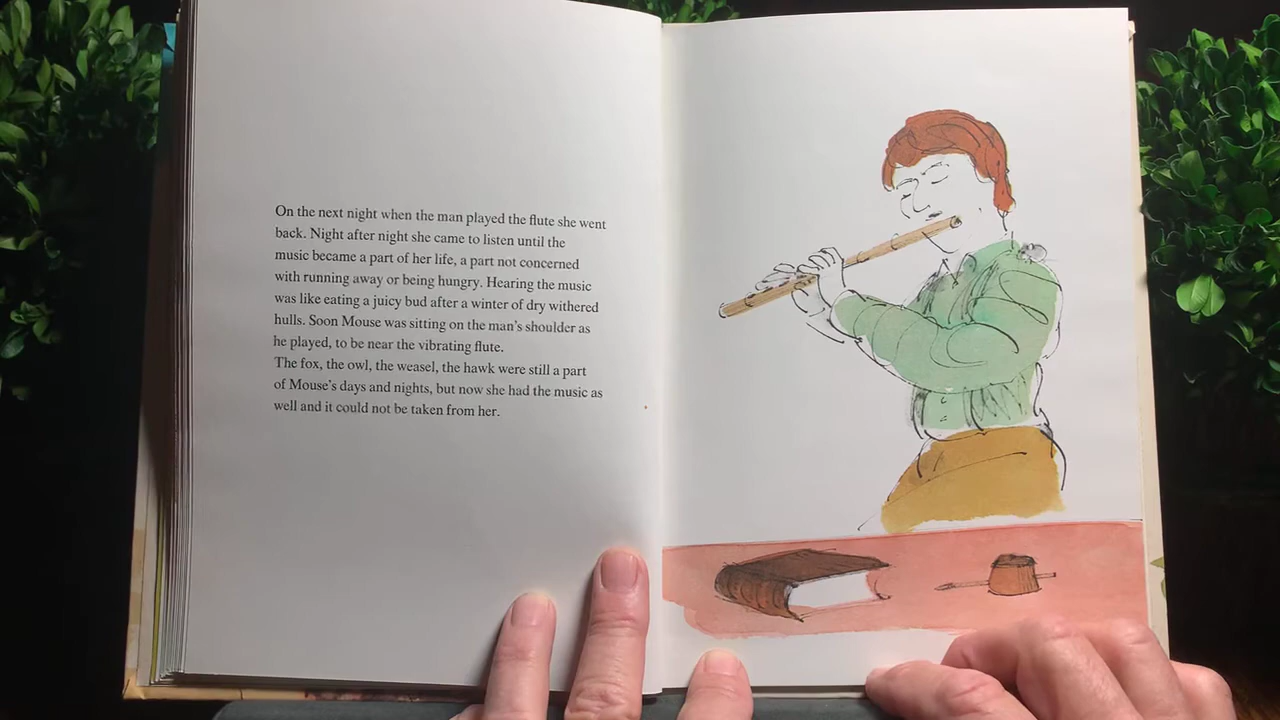 On the next night when the man played the flute she went
back. Night after night she came to listen until the
music became a part of her life, a part not concerned
with running away or being hungry. Hearing the music
was like eating a juicy bud after a winter of dry withered
hulls. Soon Mouse was sitting on the man's shoulder as
he played, to be near the vibrating flute.
The fox, the owl, the weasel, the hawk were still a part
of Mouse's days and nights, but now she had the music as
well and it could not be taken from her.